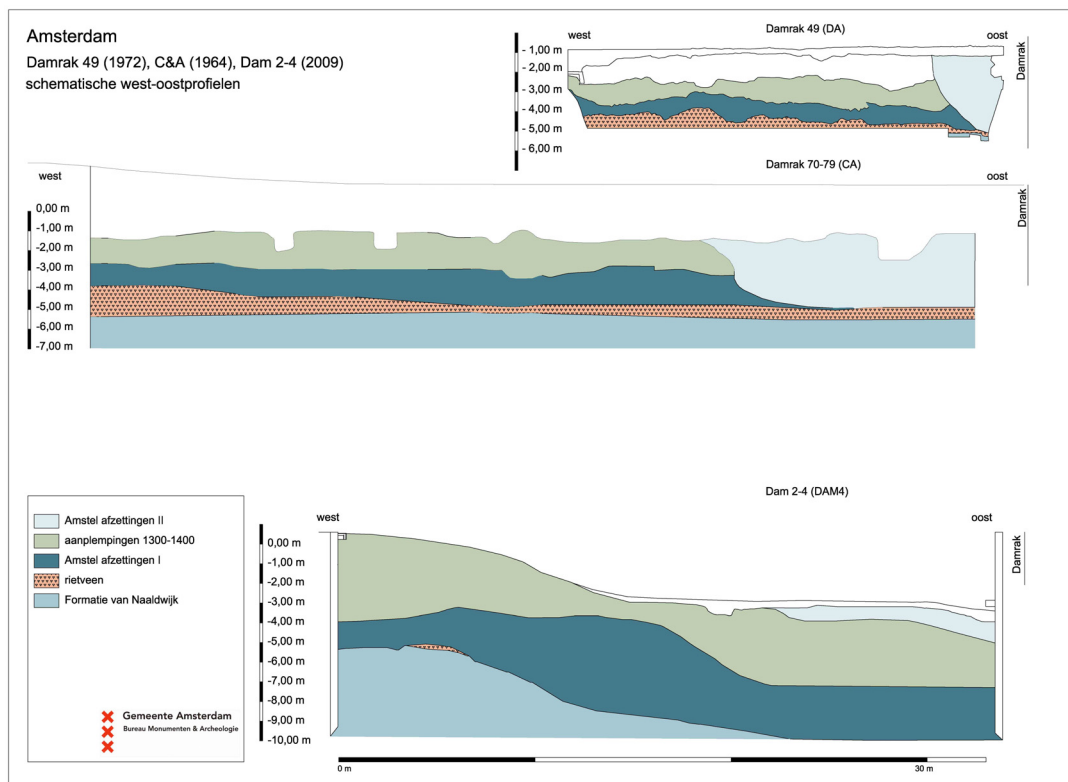 Amsterdam
Damrak 49 (1972), C&A (1964), Dam 2-4 (2009)
schematische west-oostprofielen
Damrak 49 (DA)
west
oost
Damrak
- 1,00 m
- 2,00 m
- 3,00 m
- 4,00 m
- 5,00 m
- 6,00 m
Damrak 70-79 (CA)
west
oost
Damrak
0,00 m
-1,00 m
-2,00 m
-3,00 m
-4,00 m
-5,00 m
-6,00 m
-7,00 m
Dam 2-4 (DAM4)
west
oost
Damrak
0,00 m
-1,00 m
-2,00 m
-3,00 m
-4,00 m
-5,00 m
-6,00 m
-7,00 m
-8,00 m
-9,00 m
-10,00 m
0 m
30 m
Amstel afzettingen II
aanplempingen 1300-1400
Amstel afzettingen I
rietveen
Formatie van Naaldwijk
Gemeente Amsterdam
Bureau Monumenten & Archeologie